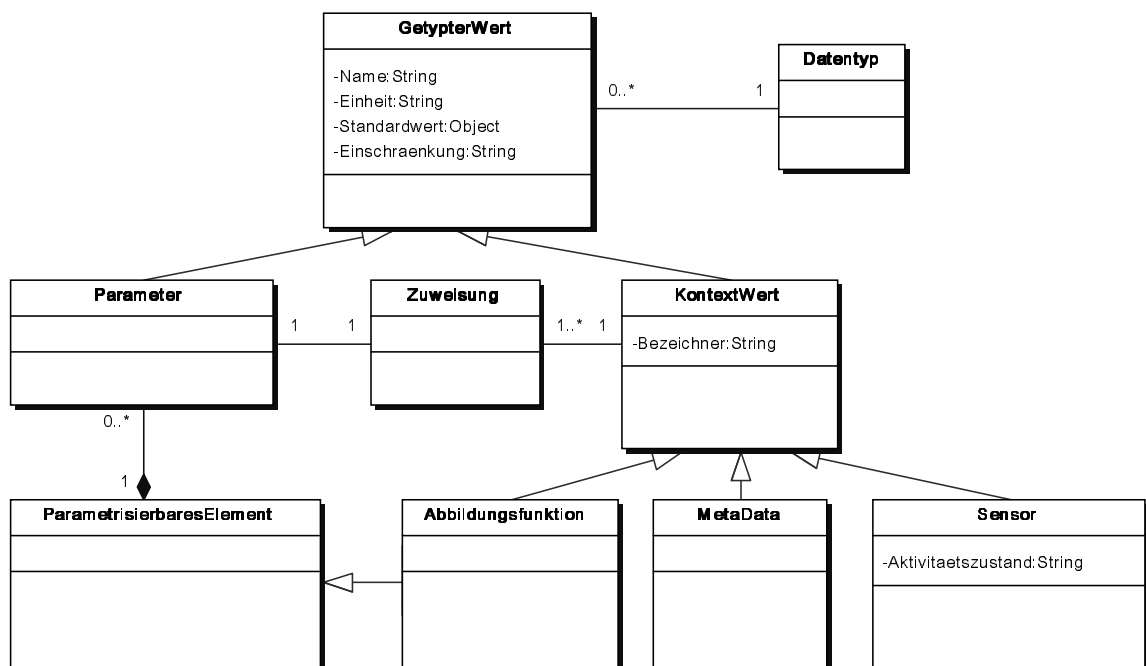 GetypterWert
-Name:String
-Einheit:String
-Standardwert:Object
-Einschraenkung:String
0..*
1
Datentyp
Parameter
1
1
Zuweisung
1..*
1
KontextWert
-Bezeichner:String
0..*
1
ParametrisierbaresElement
Abbildungsfunktion
MetaData
Sensor
-Aktivitaetszustand:String